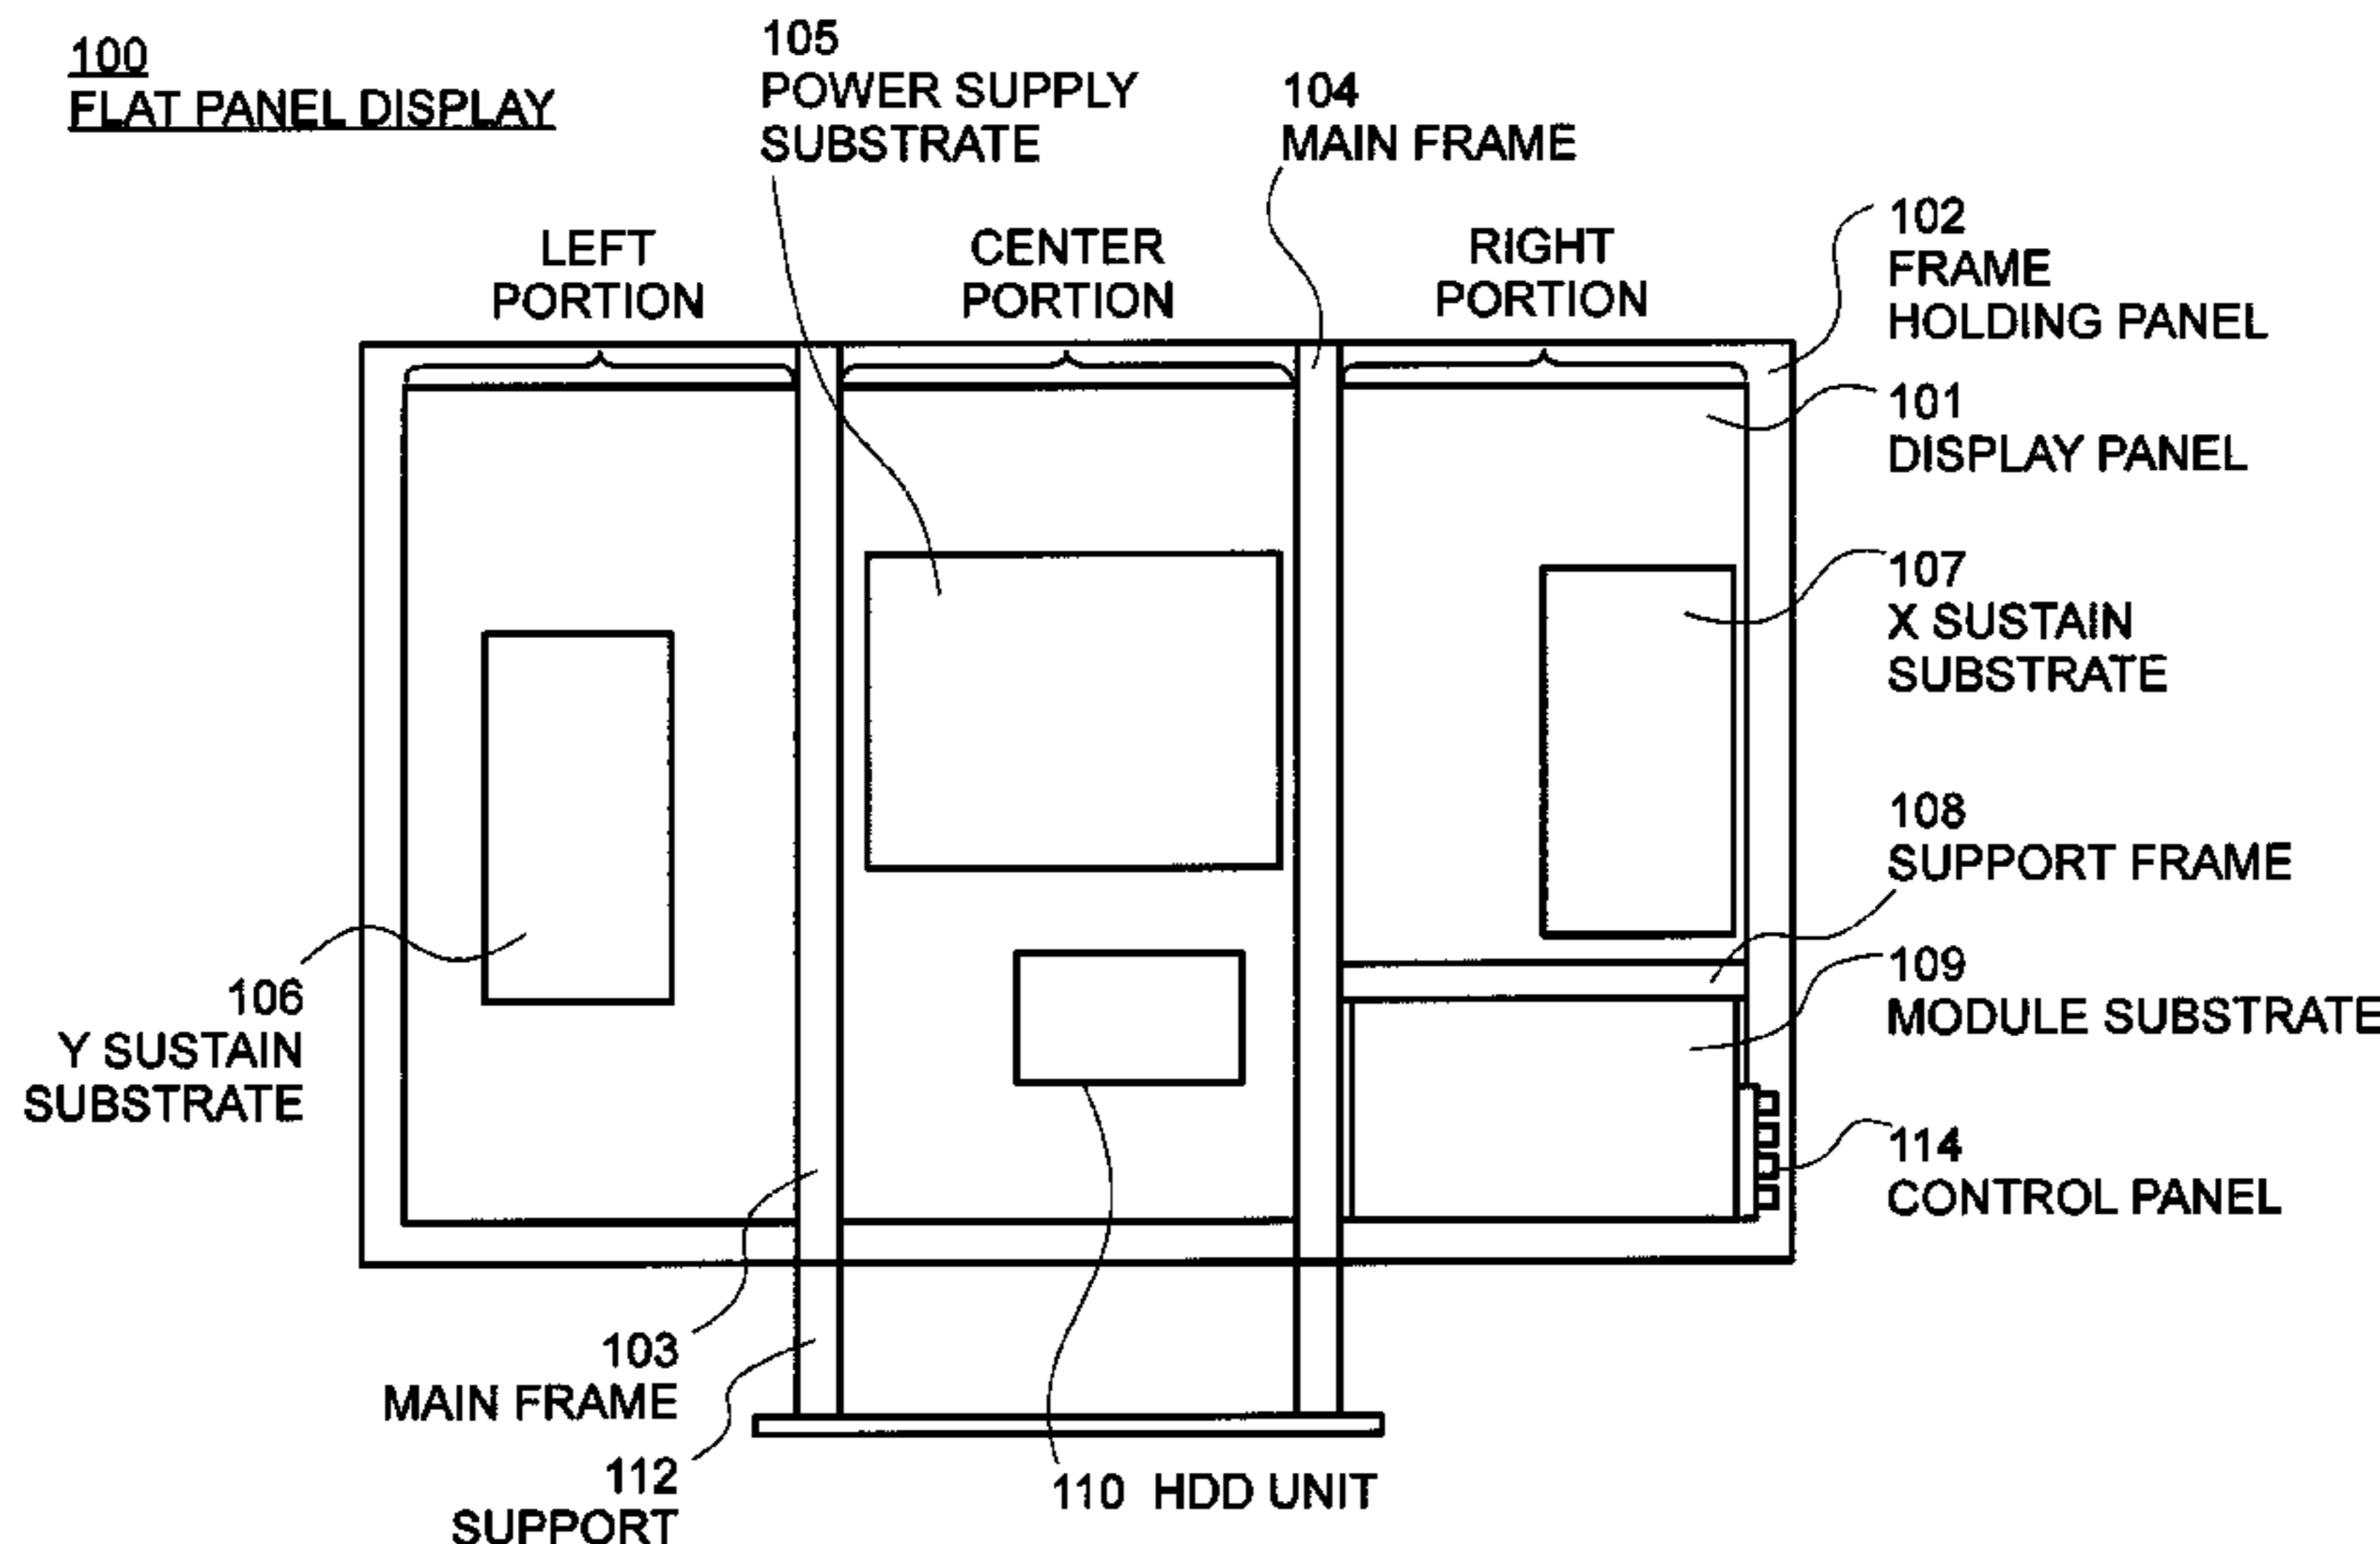 100
FLAT PANEL DISPLAY
105
POWER SUPPLY
SUBSTRATE
104
MAIN FRAME
LEFT
PORTION
CENTER
PORTION
RIGHT
PORTION
102
FRAME
HOLDING PANEL
101
DISPLAY PANEL
107
X SUSTAIN
SUBSTRATE
108
SUPPORT FRAME
109
MODULE SUBSTRATE
114
CONTROL PANEL
106
Y SUSTAIN
SUBSTRATE
103
MAIN FRAME
112
SUPPORT
110 HDD UNIT